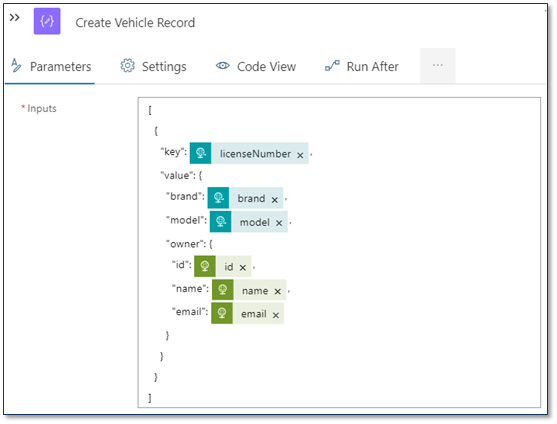 Create Vehicle Record
Parameters Settings Code View Run After ...
* Inputs
[
{
"key": licenseNumber × ,
"value": {
"brand": brand × ,
"model": model × ,
"owner": {
"id": id × ,
"name": name × ,
"email": email ×
}
}
}
]